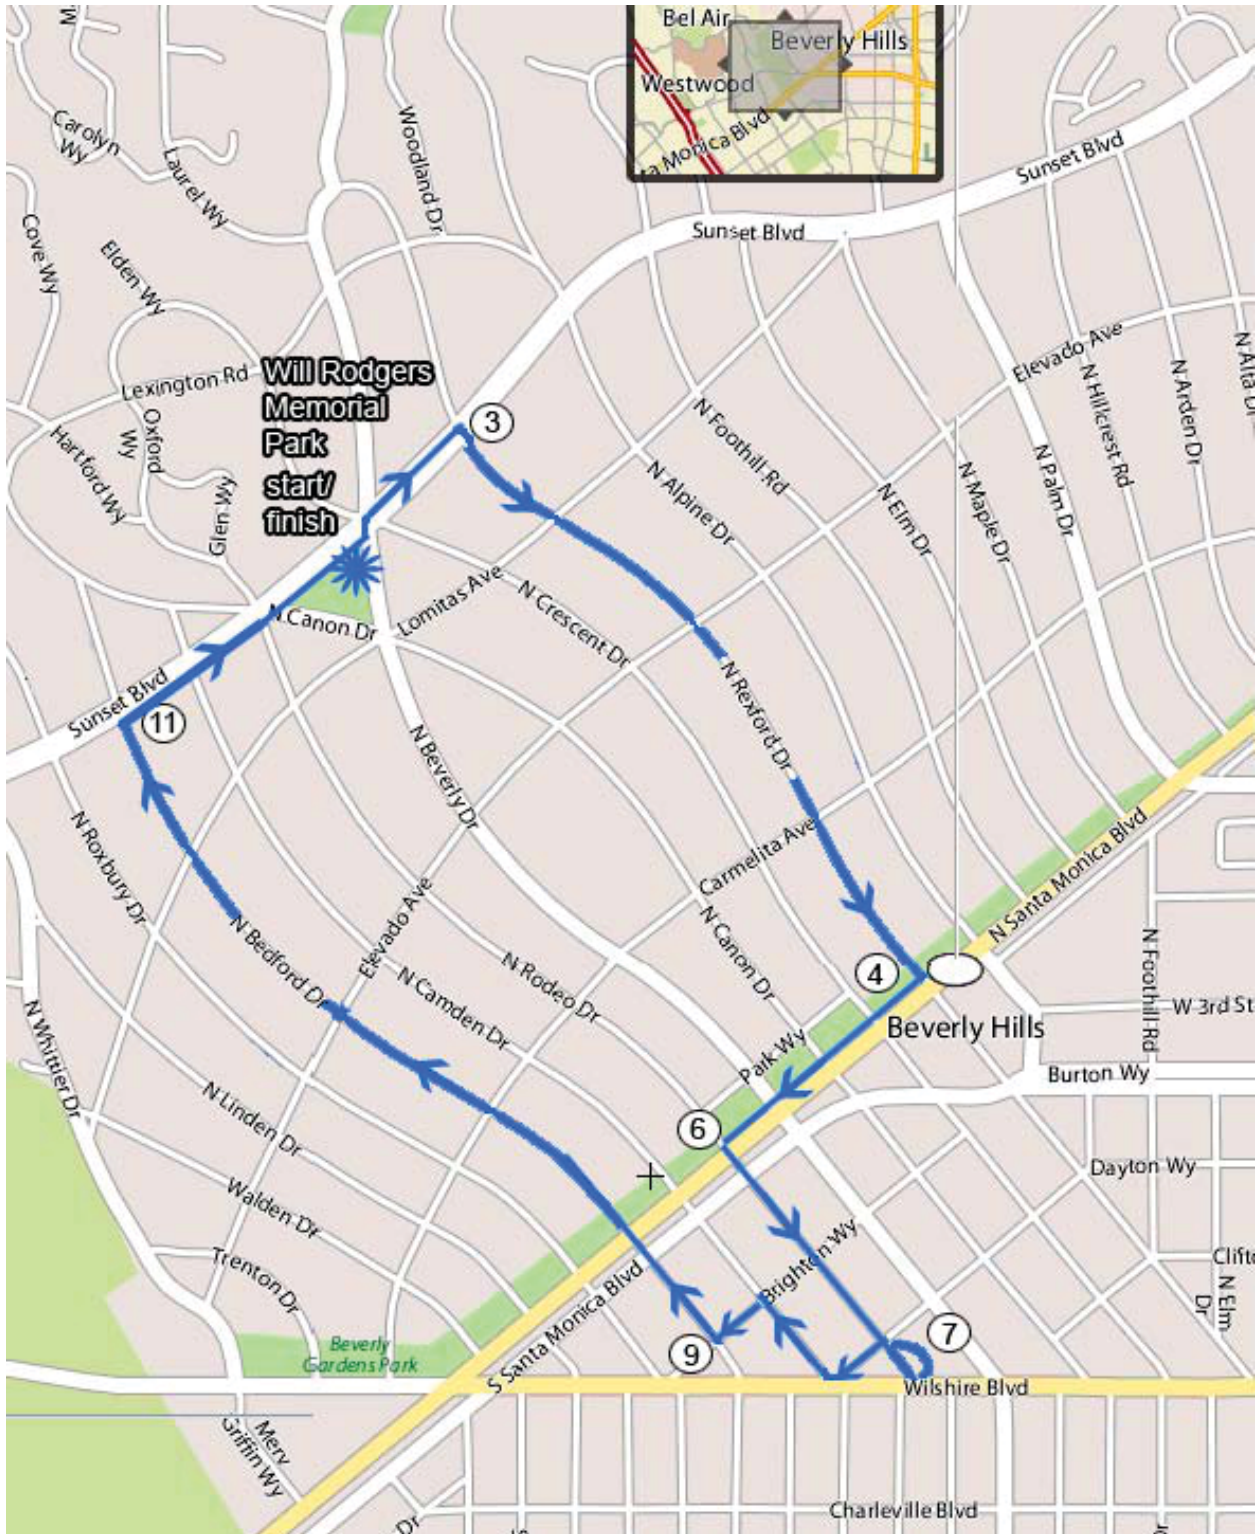 Bel Air
Beverly Hills
Westwood
ta Monica Blvd
Carolyn
Wy
Laurel Wy
Woodland Dr
Sunset Blvd
Sunset Blvd
Cove Wy
Elden Wy
Lexington Rd
Will Rodgers
Memorial
Park
start/
finish
Oxford
Wy
Hartford Wy
Glen Wy
3
Elevado Ave
N Alta Dr
N Arden Dr
N Hillcrest Rd
N Palm Dr
N Maple Dr
N Elm Dr
N Foothill Rd
N Alpine Dr
N Crescent Dr
Lomitas Ave
N Canon Dr
N Rexford Dr
Sunset Blvd
11
N Beverly Dr
N Roxbury Dr
Carmelita Ave
N Santa Monica Blvd
Elevado Ave
N Bedford Dr
N Camden Dr
N Rodeo Dr
N Canon Dr
4
Beverly Hills
N Foothill Rd
W 3rd St
Park Wy
Burton Wy
N Whittier Dr
N Linden Dr
6
Dayton Wy
Walden Dr
Trenton Dr
Brighton Wy
Clift
N Elm
Dr
S Santa Monica Blvd
9
7
Beverly
Gardens Park
Wilshire Blvd
Merv
Griffin Wy
Charleville Blvd
Dr